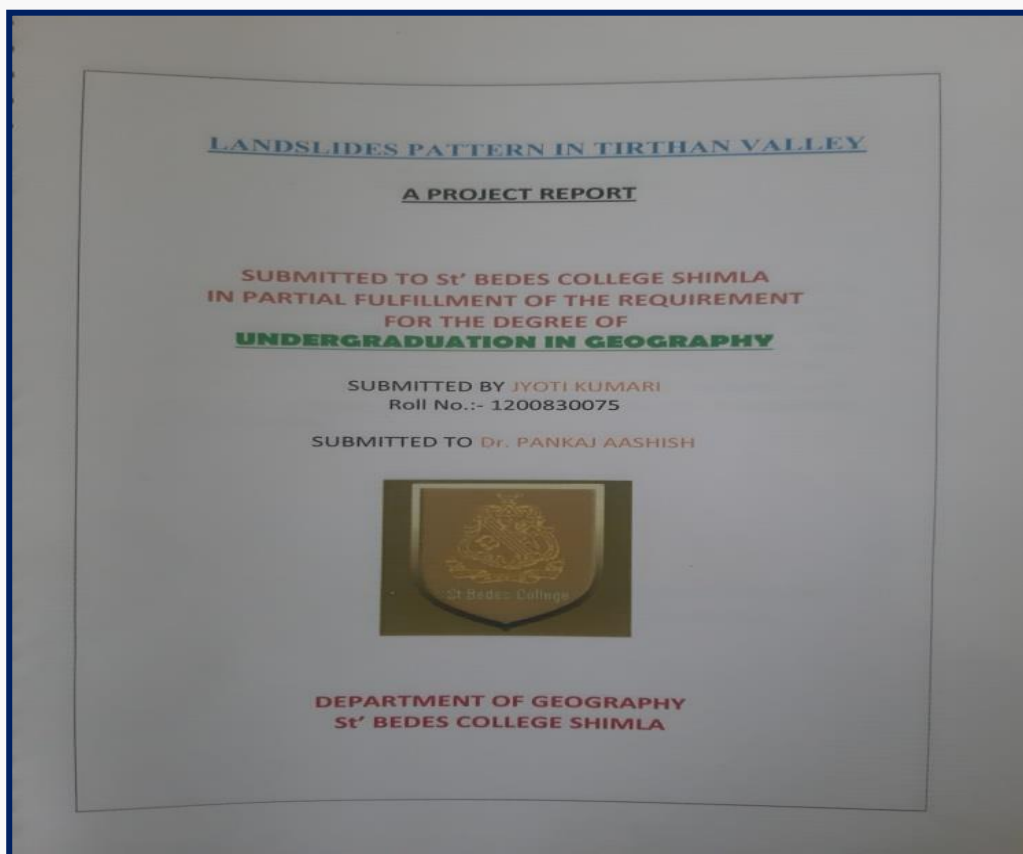 LANDSLIDES PATTERN IN TIRTHAN VALLEY
A PROJECT REPORT
SUBMITTED TO St' BEDES COLLEGE SHIMLA
IN PARTIAL FULFILLMENT OF THE REQUIREMENT
FOR THE DEGREE OF
UNDERGRADUATION IN GEOGRAPHY
SUBMITTED BY JYOTI KUMARI
Roll No.:- 1200830075
SUBMITTED TO Dr. PANKAJ AASHISH
St Bedes College
DEPARTMENT OF GEOGRAPHY
St' BEDES COLLEGE SHIMLA